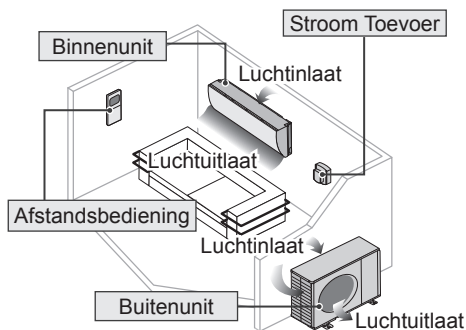 Stroom Toevoer
Binnenunit
Luchtinlaat
Luchtuitlaat
Afstandsbediening
Luchtinlaat
Buitenunit
Luchtuitlaat